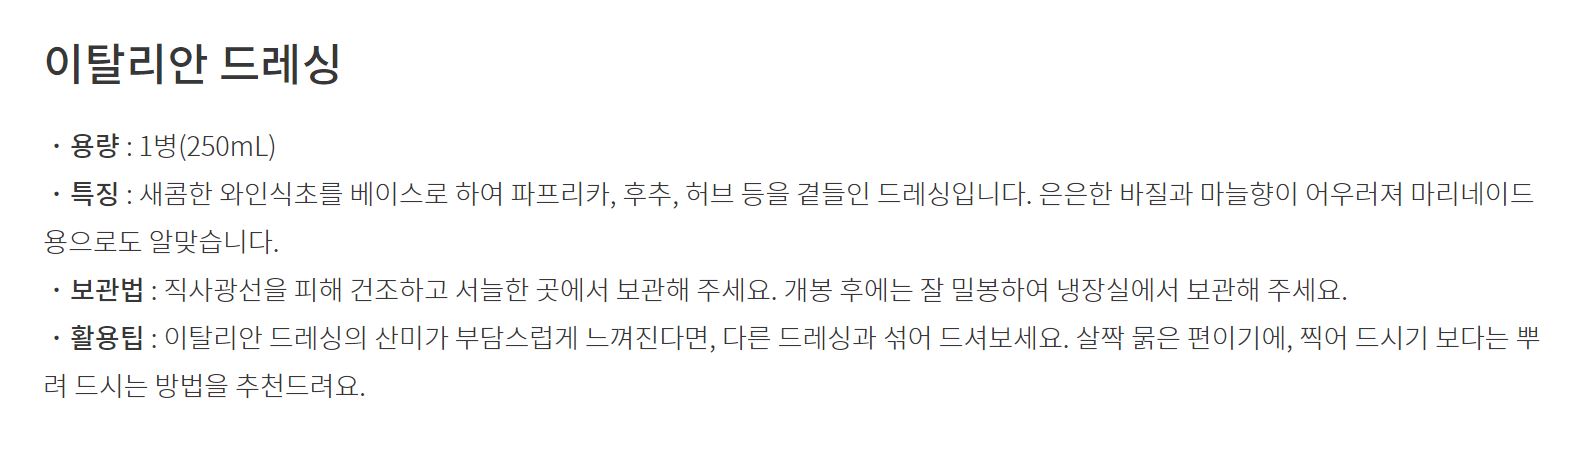 이탈리안 드레싱
· 용량 : 1병(250mL)
· 특징 : 새콤한 와인식초를 베이스로 하여 파프리카, 후추, 허브 등을 곁들인 드레싱입니다. 은은한 바질과 마늘향이 어우러져 마리네이드
용으로도 알맞습니다.
· 보관법 : 직사광선을 피해 건조하고 서늘한 곳에서 보관해 주세요. 개봉 후에는 잘 밀봉하여 냉장실에서 보관해 주세요.
· 활용팁 : 이탈리안 드레싱의 산미가 부담스럽게 느껴진다면, 다른 드레싱과 섞어 드셔보세요. 살짝 묽은 편이기에, 찍어 드시기 보다는 뿌
려 드시는 방법을 추천드려요.